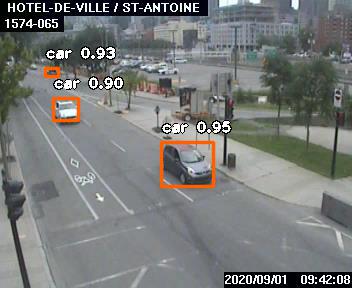 HOTEL-DE-VILLE / ST-ANTOINE
1574-065
car 0.93
car 0.90
car 0.95
2020/09/01 09:42:08